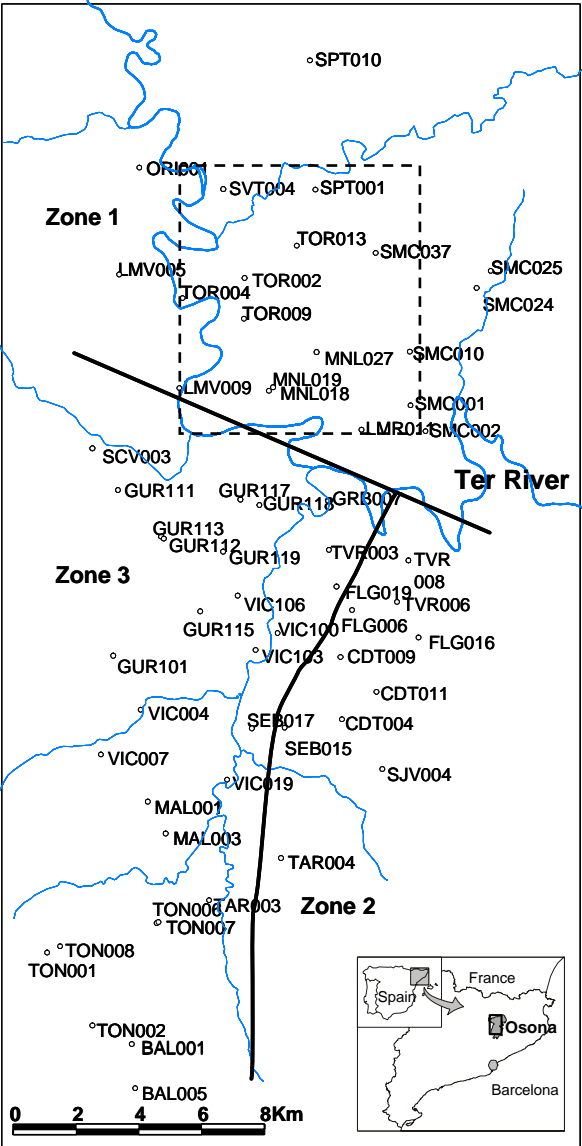 SPT010
ORI001
SVT004
SPT001
Zone 1
TOR013
SMC037
LMV005
TOR002
SMC025
TOR004
SMC024
TOR009
MNL027
SMC010
LMV009
MNL019
MNL018
SMC001
LMR011
SMC002
SCV003
Ter River
GUR111
GUR117
GUR118
GRB007
GUR113
GUR112
GUR119
TVR003
TVR
008
Zone 3
FLG019
VIC106
TVR006
GUR115
VIC100
FLG006
FLG016
GUR101
VIC103
CDT009
CDT011
VIC004
SEB017
CDT004
SEB015
VIC007
SJV004
VIC019
MAL001
MAL003
TAR004
TON006
TAR003
Zone 2
TON007
TON008
TON001
France
Spain
TON002
Osona
BAL001
BAL005
Barcelona
0 2 4 6 8Km